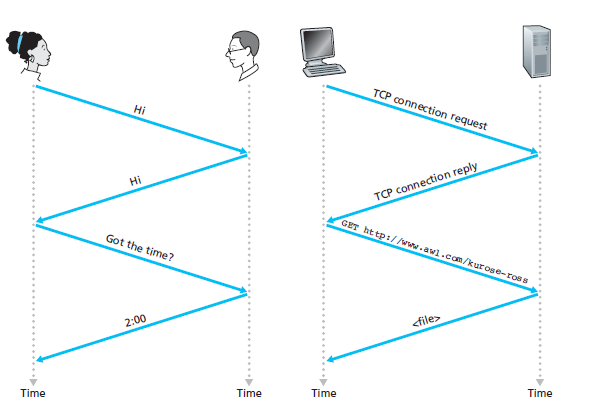 Hi
Hi
Got the time?
2:00
Time
Time
TCP connection request
TCP connection reply
GET http://www.awl.com/kurose-ross
<file>
Time
Time